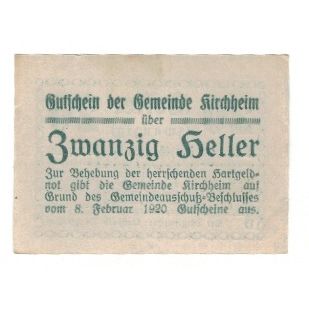 Gutschein der Gemeinde Kirchheim
über
Zwanzig Heller
Zur Behebung der herrschenden Hartgeld-
not gibt die Gemeinde Kirchheim auf
Grund des Gemeindeausschuß-Beschlusses
vom 8. Februar 1920 Gutscheine aus.